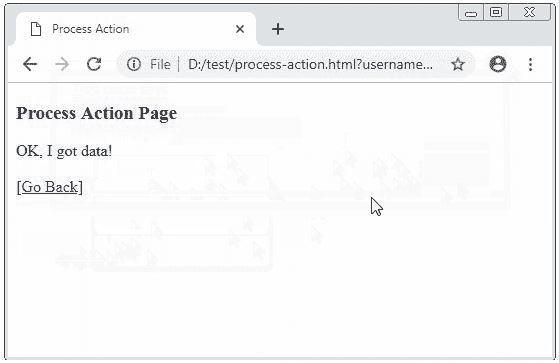 Process Action
File | D:/test/process-action.html?username...
Process Action Page
OK, I got data!
[Go Back]